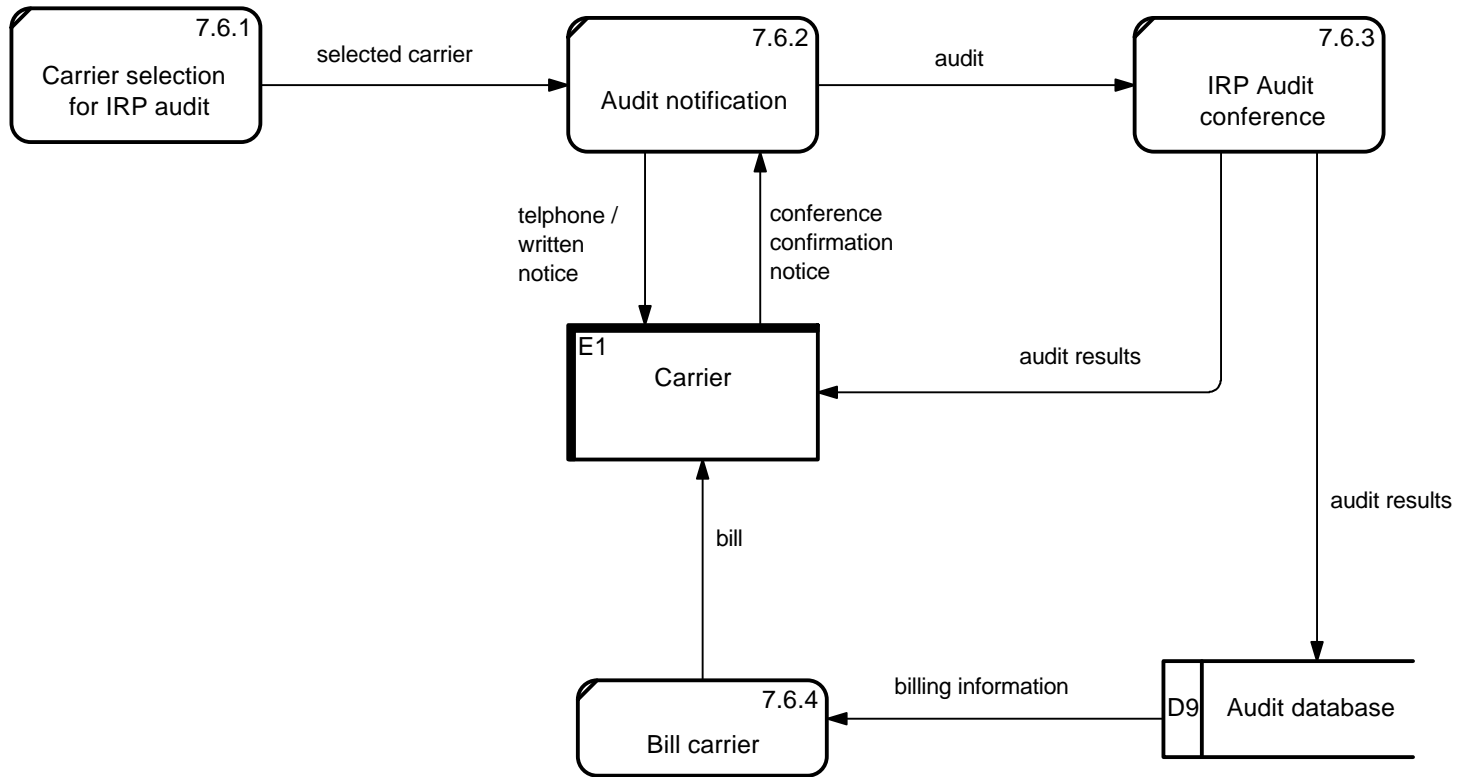 7.6.1
Carrier selection
for IRP audit
selected carrier
7.6.2
Audit notification
audit
7.6.3
IRP Audit
conference
telphone /
written
notice
conference
confirmation
notice
E1
Carrier
audit results
audit results
bill
7.6.4
Bill carrier
billing information
D9
Audit database